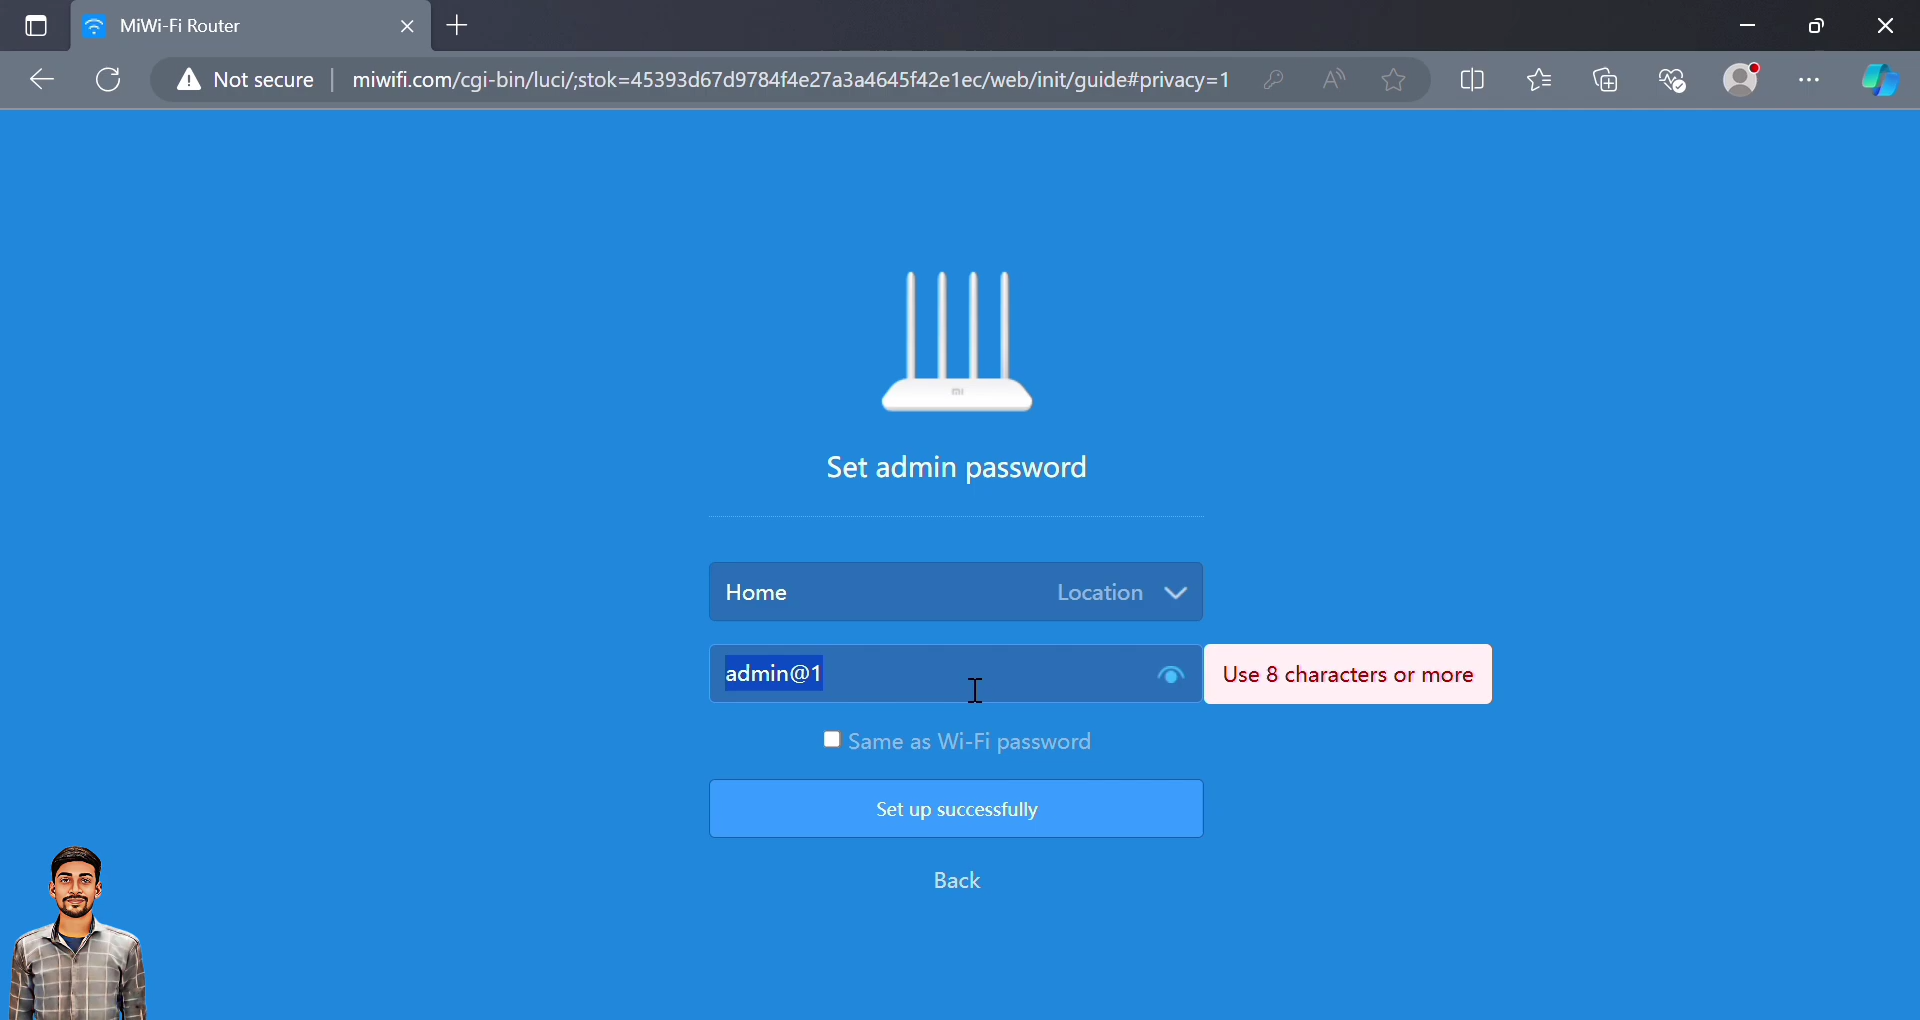 MiWi-Fi Router
Not secure miwifi.com/cgi-bin/luci/;stok=45393d67d9784f4e27a3a4645f42e1ec/web/init/guide#privacy=1
mi
Set admin password
Home Location
admin@1 Use 8 characters or more
Same as Wi-Fi password
Set up successfully
Back